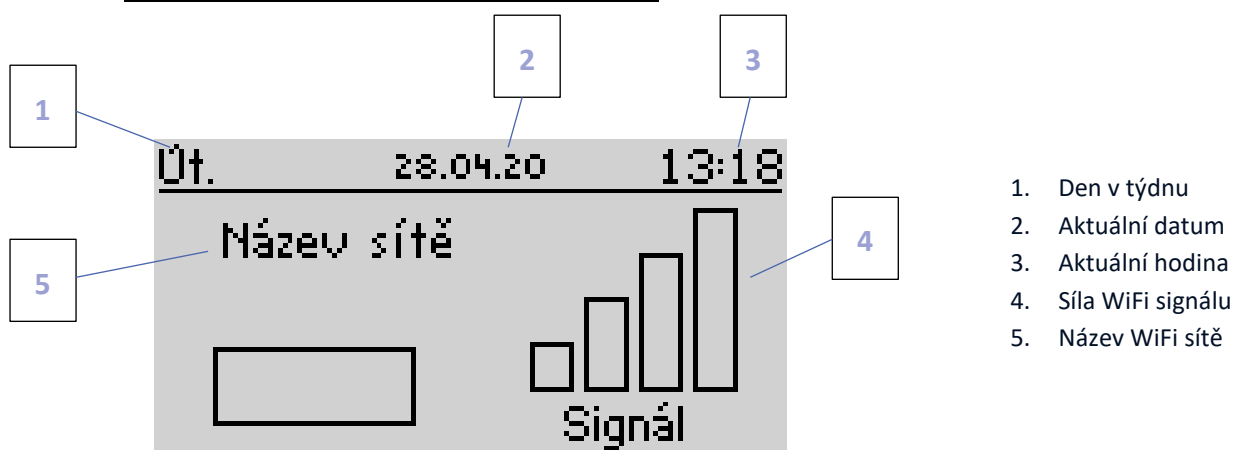 2
3
1
Út.
28.04.20
13:18
Název sítě
4
5
Signál
1. Den v týdnu
2. Aktuální datum
3. Aktuální hodina
4. Síla WiFi signálu
5. Název WiFi sítě